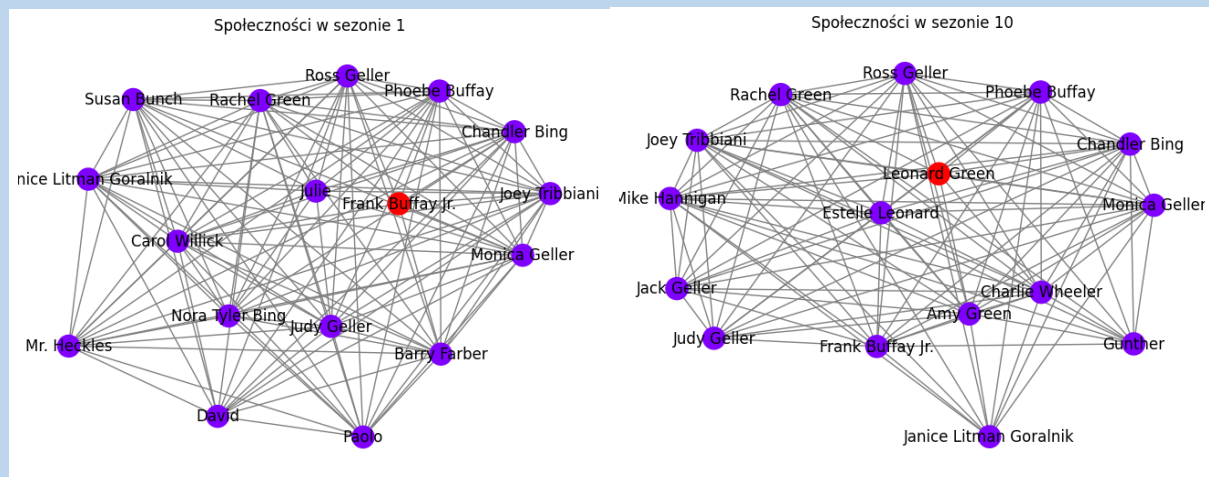 Społeczności w sezonie 1
Ross Geller
Susan Bunch
Rachel Green
Phoebe Buffay
Chandler Bing
nice Litman Goralnik
Julie
Frank Buffay Jr.
Joey Tribbiani
Carol Willick
Monica Geller
Nora Tyler Bing
Judy Geller
Mr. Heckles
Barry Farber
David
Paolo
Społeczności w sezonie 10
Ross Geller
Rachel Green
Phoebe Buffay
Joey Tribbiani
Chandler Bing
Leonard Green
Mike Hannigan
Estelle Leonard
Monica Geller
Jack Geller
Charlie Wheeler
Amy Green
Judy Geller
Frank Buffay Jr.
Gunther
Janice Litman Goralnik